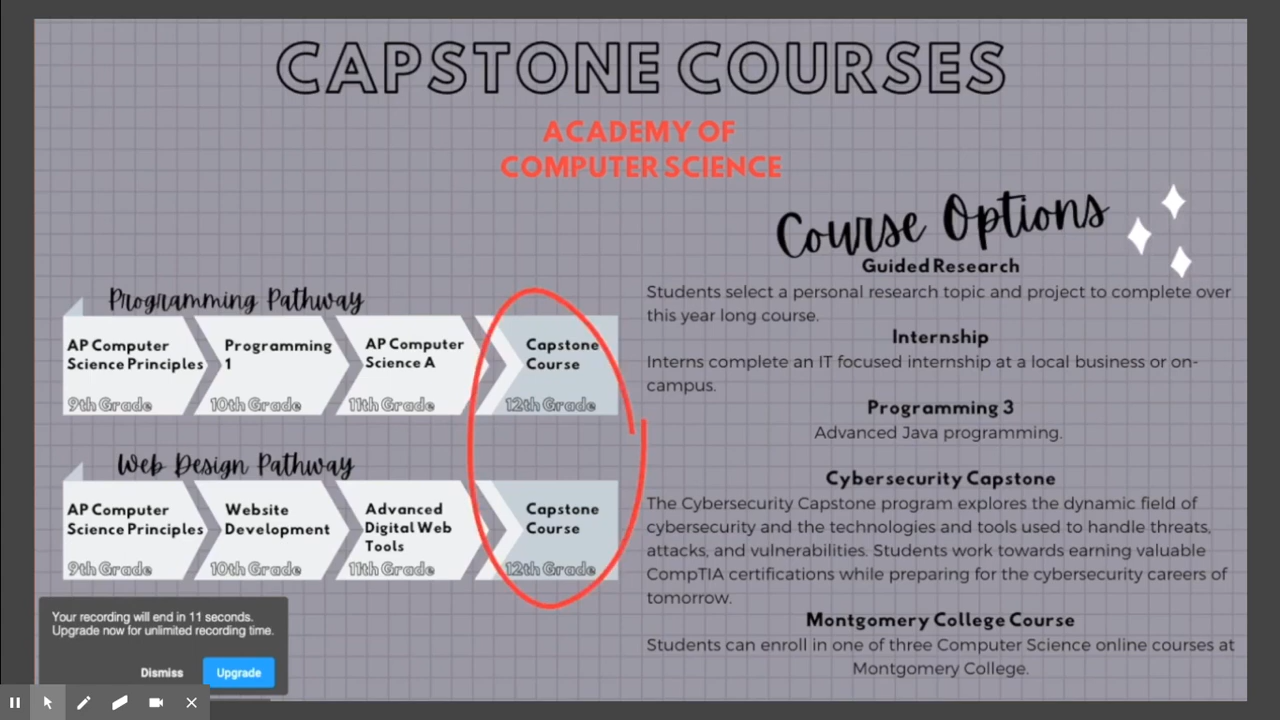 CAPSTONE COURSES
ACADEMY OF
COMPUTER SCIENCE
Programming Pathway
AP Computer
Science Principles
9th Grade
Programming
1
10th Grade
AP Computer
Science A
11th Grade
Capstone
Course
12th Grade
Web Design Pathway
AP Computer
Science Principles
9th Grade
Website
Development
10th Grade
Advanced
Digital Web
Tools
11th Grade
Capstone
Course
12th Grade
Course Options
Guided Research
Students select a personal research topic and project to complete over
this year long course.
Internship
Interns complete an IT focused internship at a local business or on-
campus.
Programming 3
Advanced Java programming.
Cybersecurity Capstone
The Cybersecurity Capstone program explores the dynamic field of
cybersecurity and the technologies and tools used to handle threats,
attacks, and vulnerabilities. Students work towards earning valuable
CompTIA certifications while preparing for the cybersecurity careers of
tomorrow.
Montgomery College Course
Students can enroll in one of three Computer Science online courses at
Montgomery College.
Your recording will end in 11 seconds.
Upgrade now for unlimited recording time.
Dismiss
Upgrade